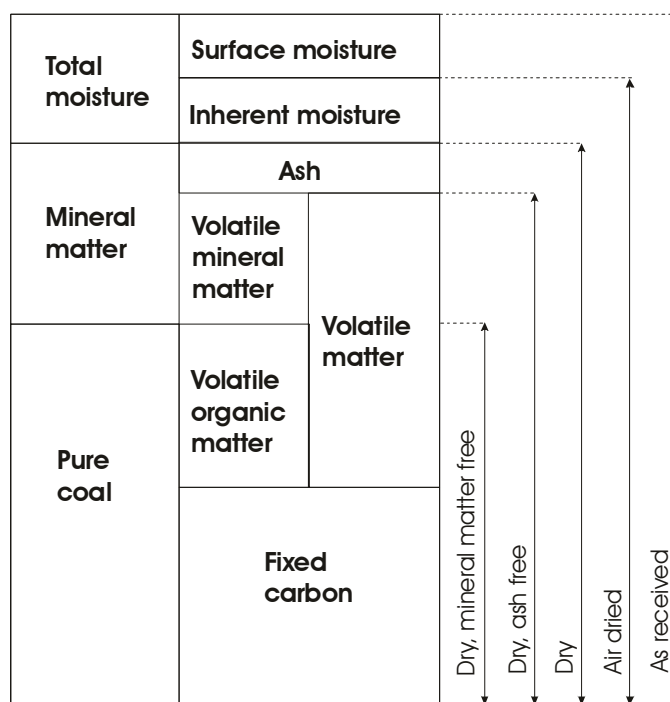 Total
moisture
Surface moisture
Inherent moisture
Mineral
matter
Ash
Volatile
mineral
matter
Volatile
matter
Pure
coal
Volatile
organic
matter
Fixed
carbon
Dry, mineral matter free
Dry, ash free
Dry
Air dried
As received